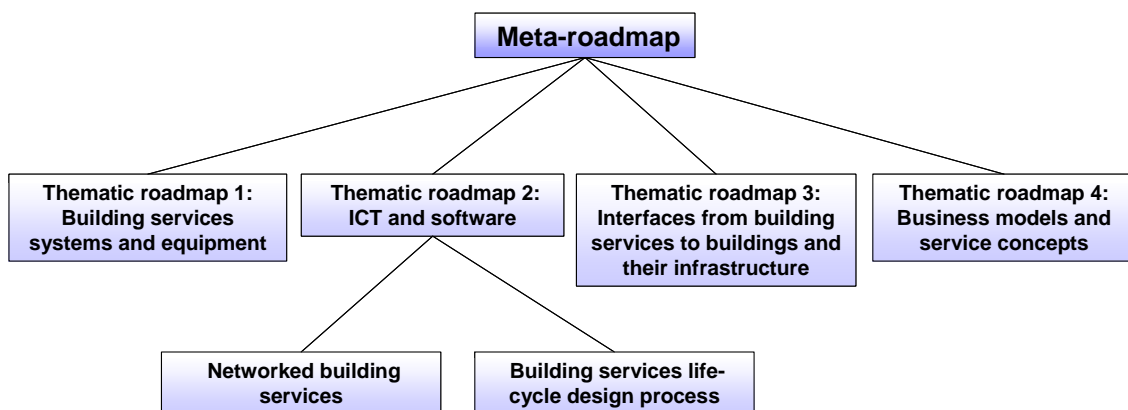 Meta-roadmap
Thematic roadmap 1:
Building services
systems and equipment
Thematic roadmap 2:
ICT and software
Thematic roadmap 3:
Interfaces from building
services to buildings and
their infrastructure
Thematic roadmap 4:
Business models and
service concepts
Networked building
services
Building services life-
cycle design process